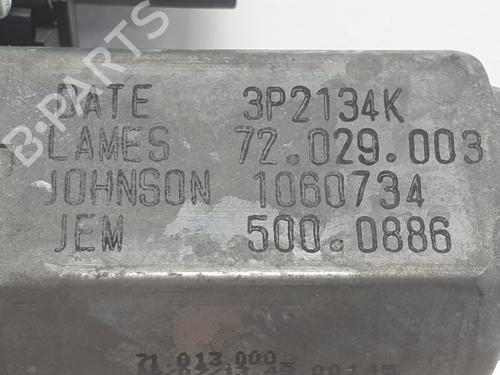 DATE 3P2134K
LAMES 72.029.003
JOHNSON 1060734
JEM 500.0886
71 013 000
B-PARTS